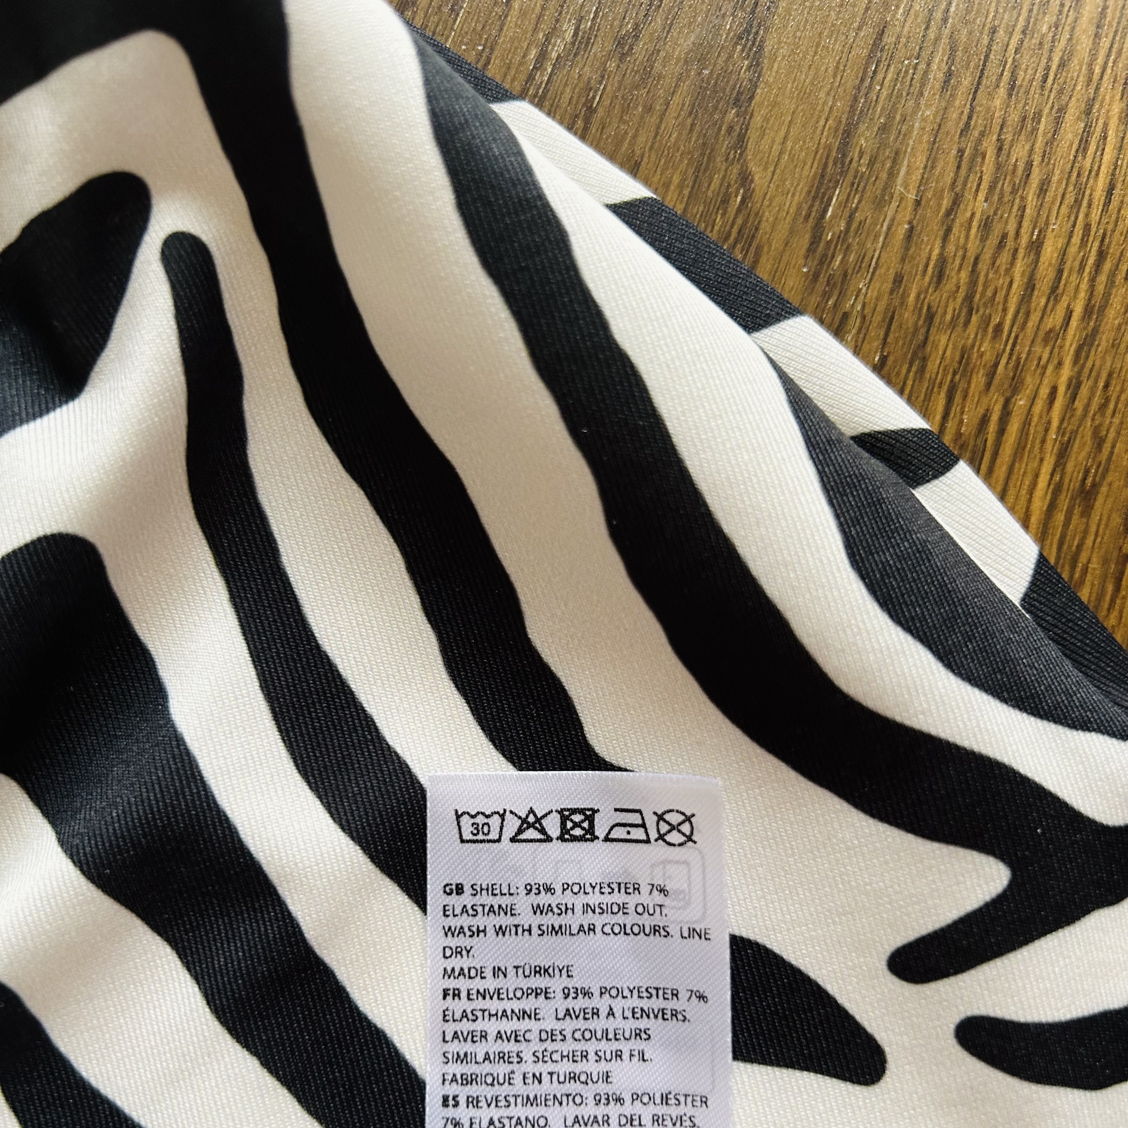 30
GB SHELL: 93% POLYESTER 7%
ELASTANE. WASH INSIDE OUT.
WASH WITH SIMILAR COLOURS. LINE
DRY.
MADE IN TÜRKİYE
FR ENVELOPPE: 93% POLYESTER 7%
ÉLASTHANNE. LAVER À L'ENVERS.
LAVER AVEC DES COULEURS
SIMILAIRES. SÉCHER SUR FIL.
FABRIQUÉ EN TURQUIE
ES REVESTIMIENTO: 93% POLIÉSTER
7% ELASTANO. LAVAR DEL REVÉS.